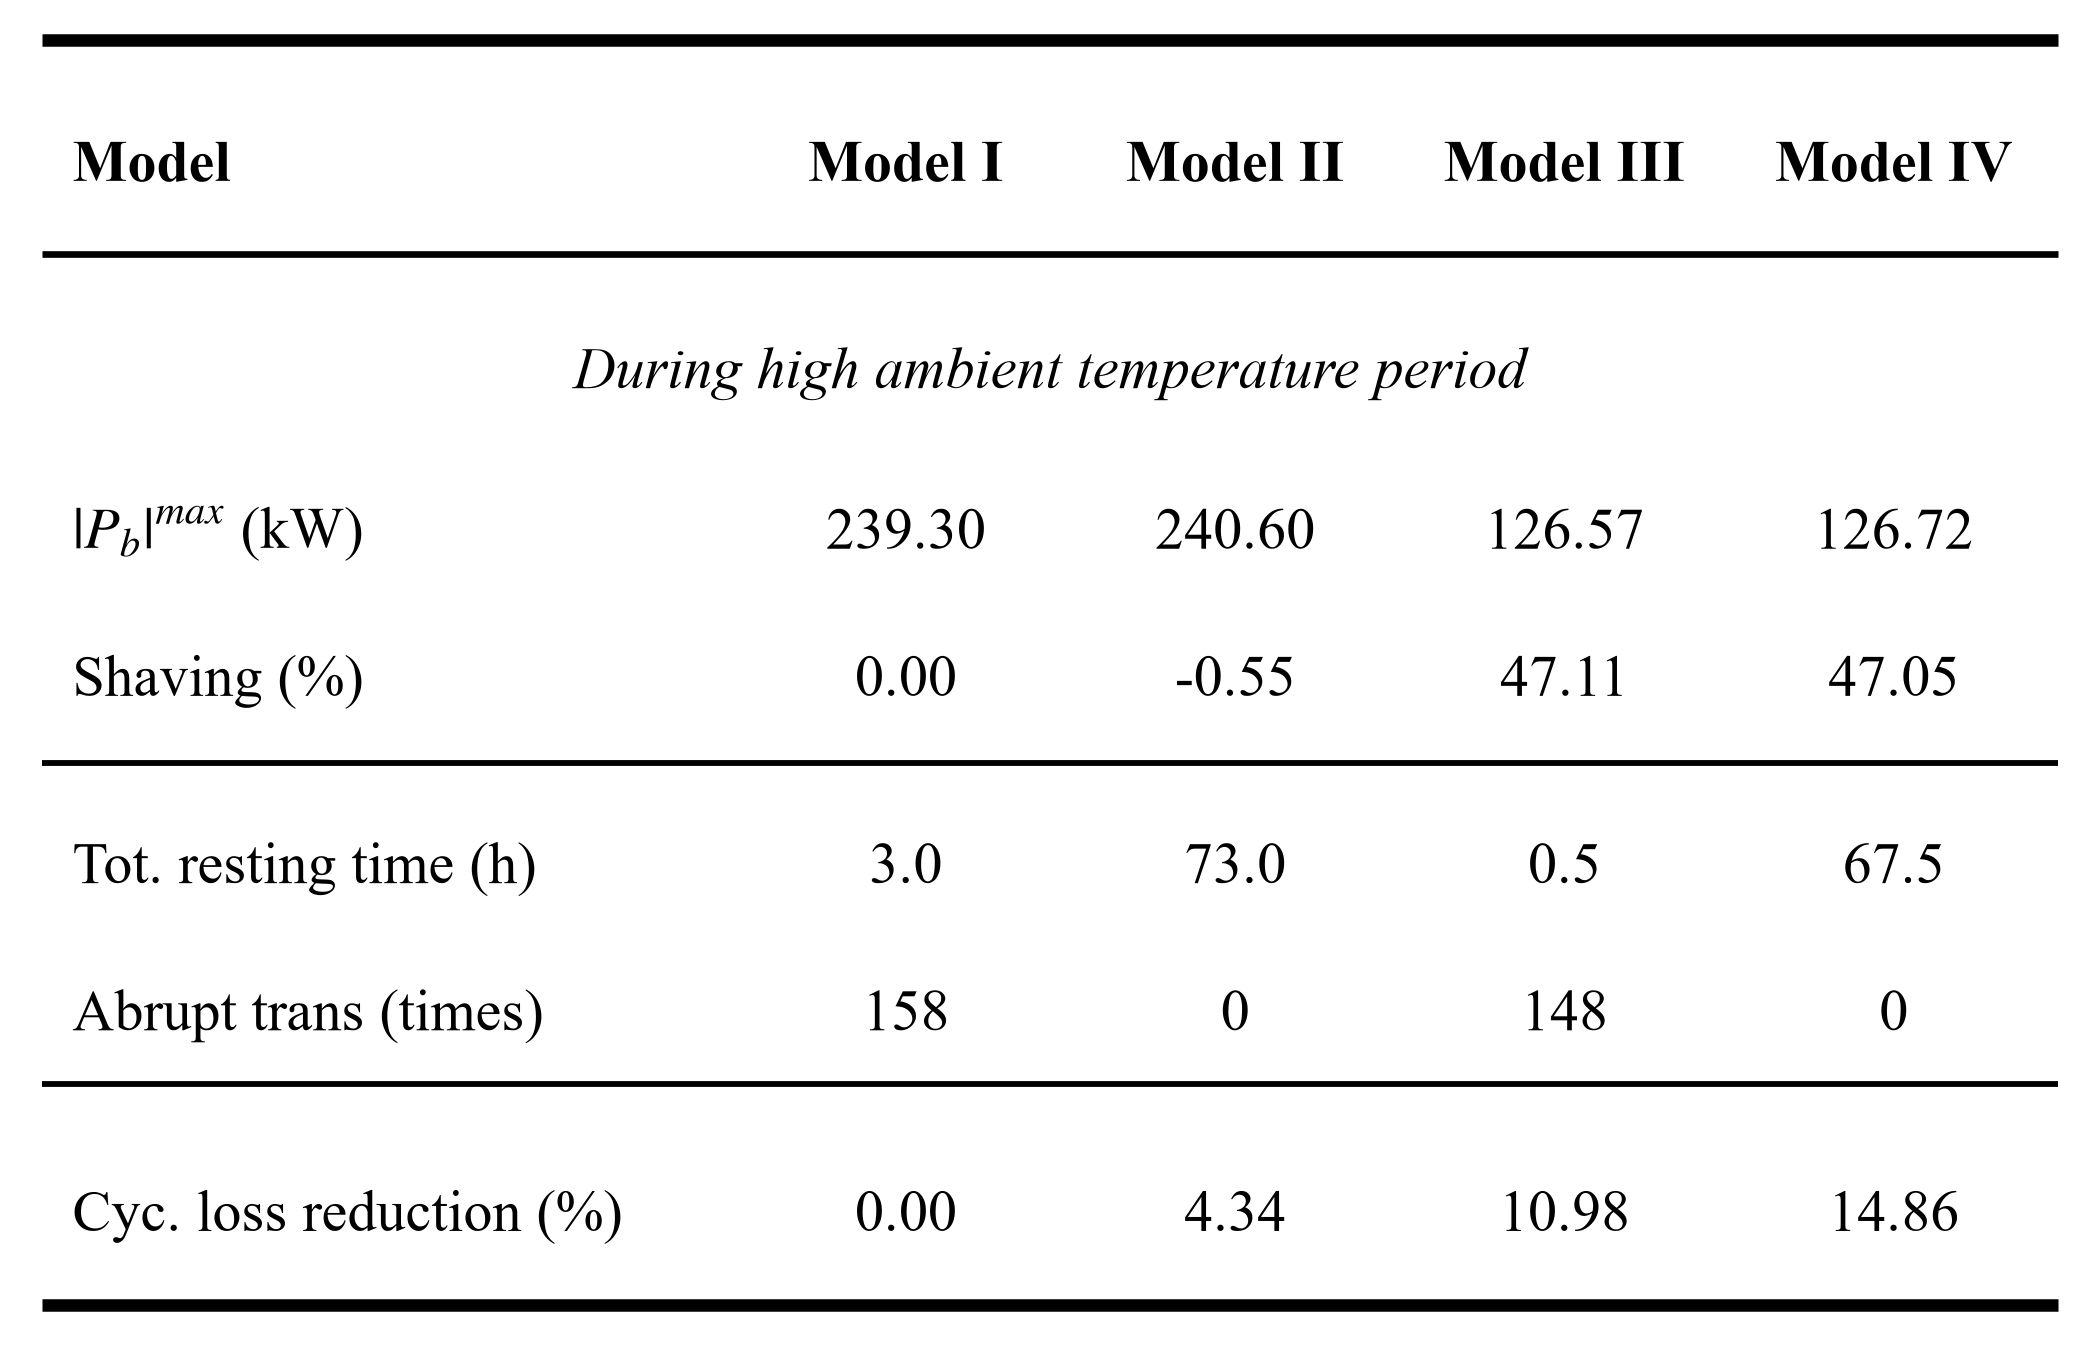 Model Model I Model II Model III Model IV
During high ambient temperature period
|P_b|^max (kW) 239.30 240.60 126.57 126.72
Shaving (%) 0.00 -0.55 47.11 47.05
Tot. resting time (h) 3.0 73.0 0.5 67.5
Abrupt trans (times) 158 0 148 0
Cyc. loss reduction (%) 0.00 4.34 10.98 14.86